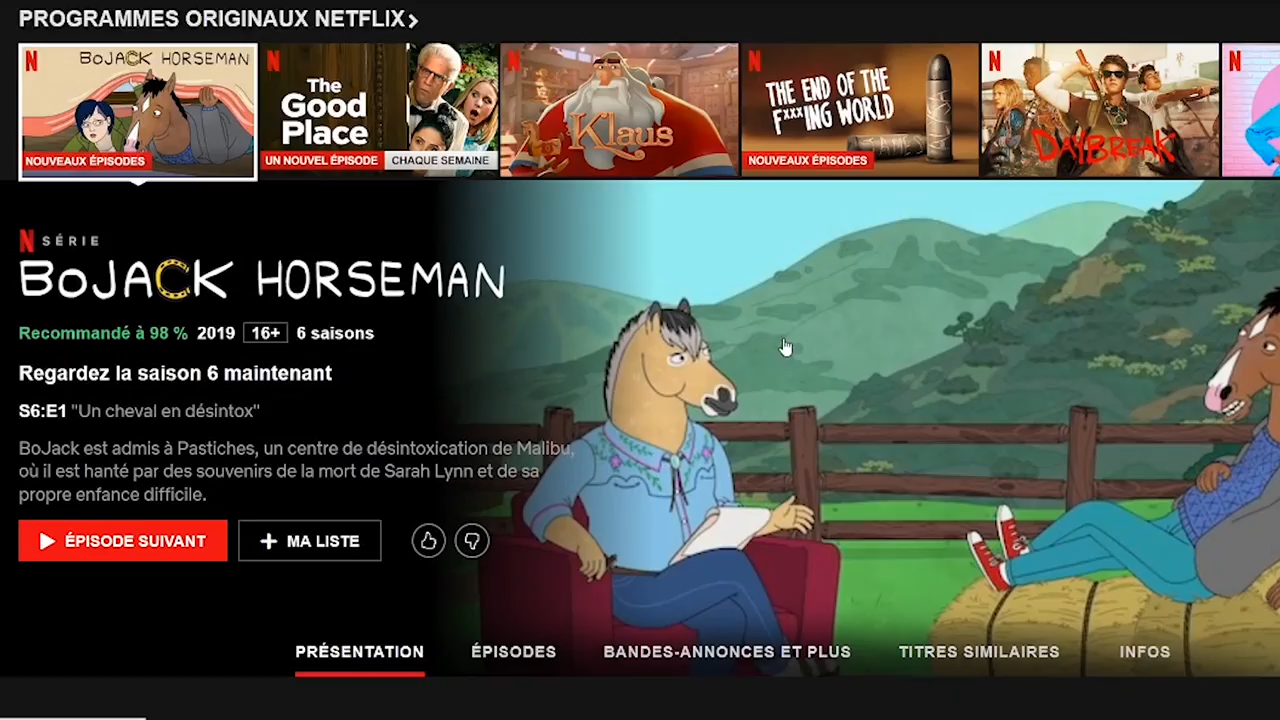 PROGRAMMES ORIGINAUX NETFLIX
N
BOJACK HORSEMAN
NOUVEAUX ÉPISODES
N
The
Good
Place
UN NOUVEL ÉPISODE
CHAQUE SEMAINE
N
Klaus
N
THE END OF THE
F***ING WORLD
NOUVEAUX ÉPISODES
N
DAYBREAK
N
N SÉRIE
BOJACK HORSEMAN
Recommandé à 98 % 2019 16+ 6 saisons
Regardez la saison 6 maintenant
S6:E1 "Un cheval en désintox"
BoJack est admis à Pastiches, un centre de désintoxication de Malibu,
où il est hanté par des souvenirs de la mort de Sarah Lynn et de sa
propre enfance difficile.
ÉPISODE SUIVANT
MA LISTE
PRÉSENTATION
ÉPISODES
BANDES-ANNONCES ET PLUS
TITRES SIMILAIRES
INFOS